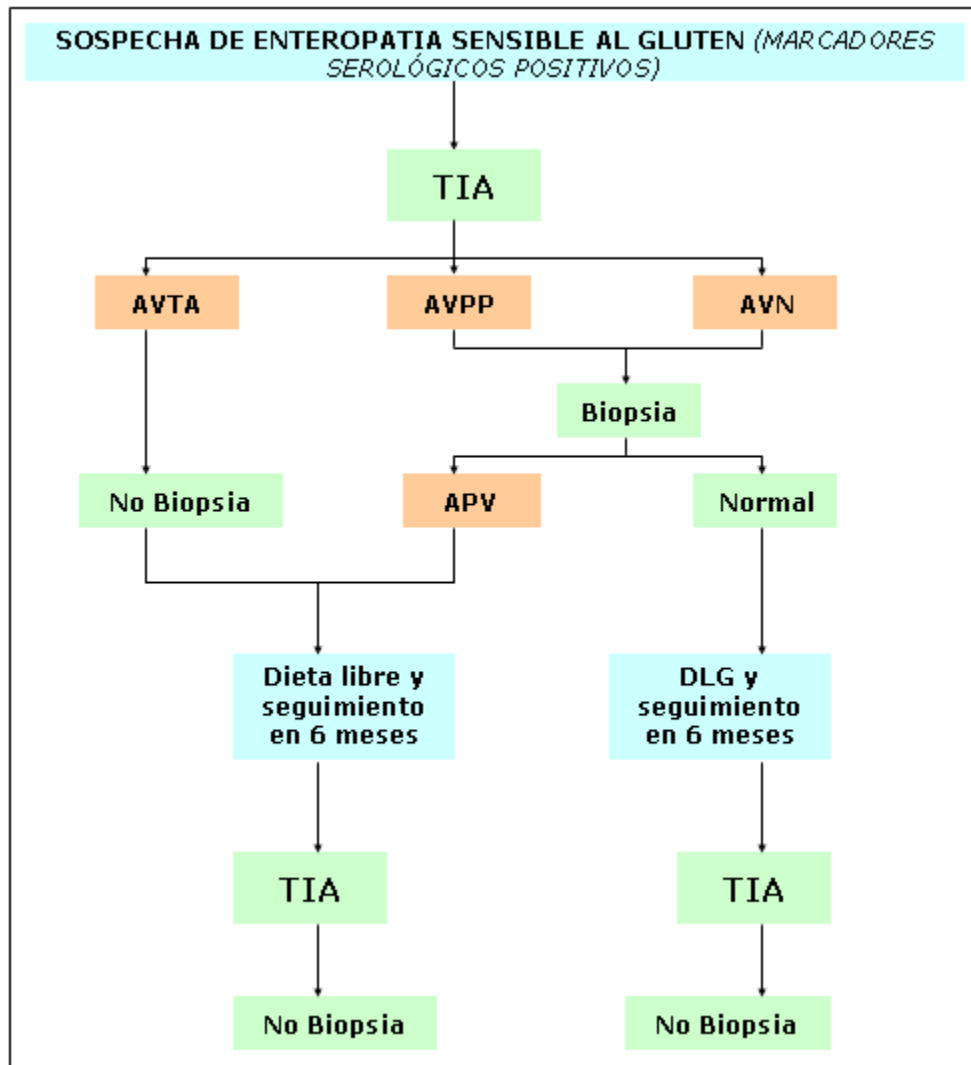 SOSPECHA DE ENTEROPATIA SENSIBLE AL GLUTEN (MARCADORES
SEROLÓGICOS POSITIVOS)
TIA
AVTA
AVPP
AVN
Biopsia
No Biopsia
APV
Normal
Dieta libre y
seguimiento
en 6 meses
DLG y
seguimiento
en 6 meses
TIA
TIA
No Biopsia
No Biopsia